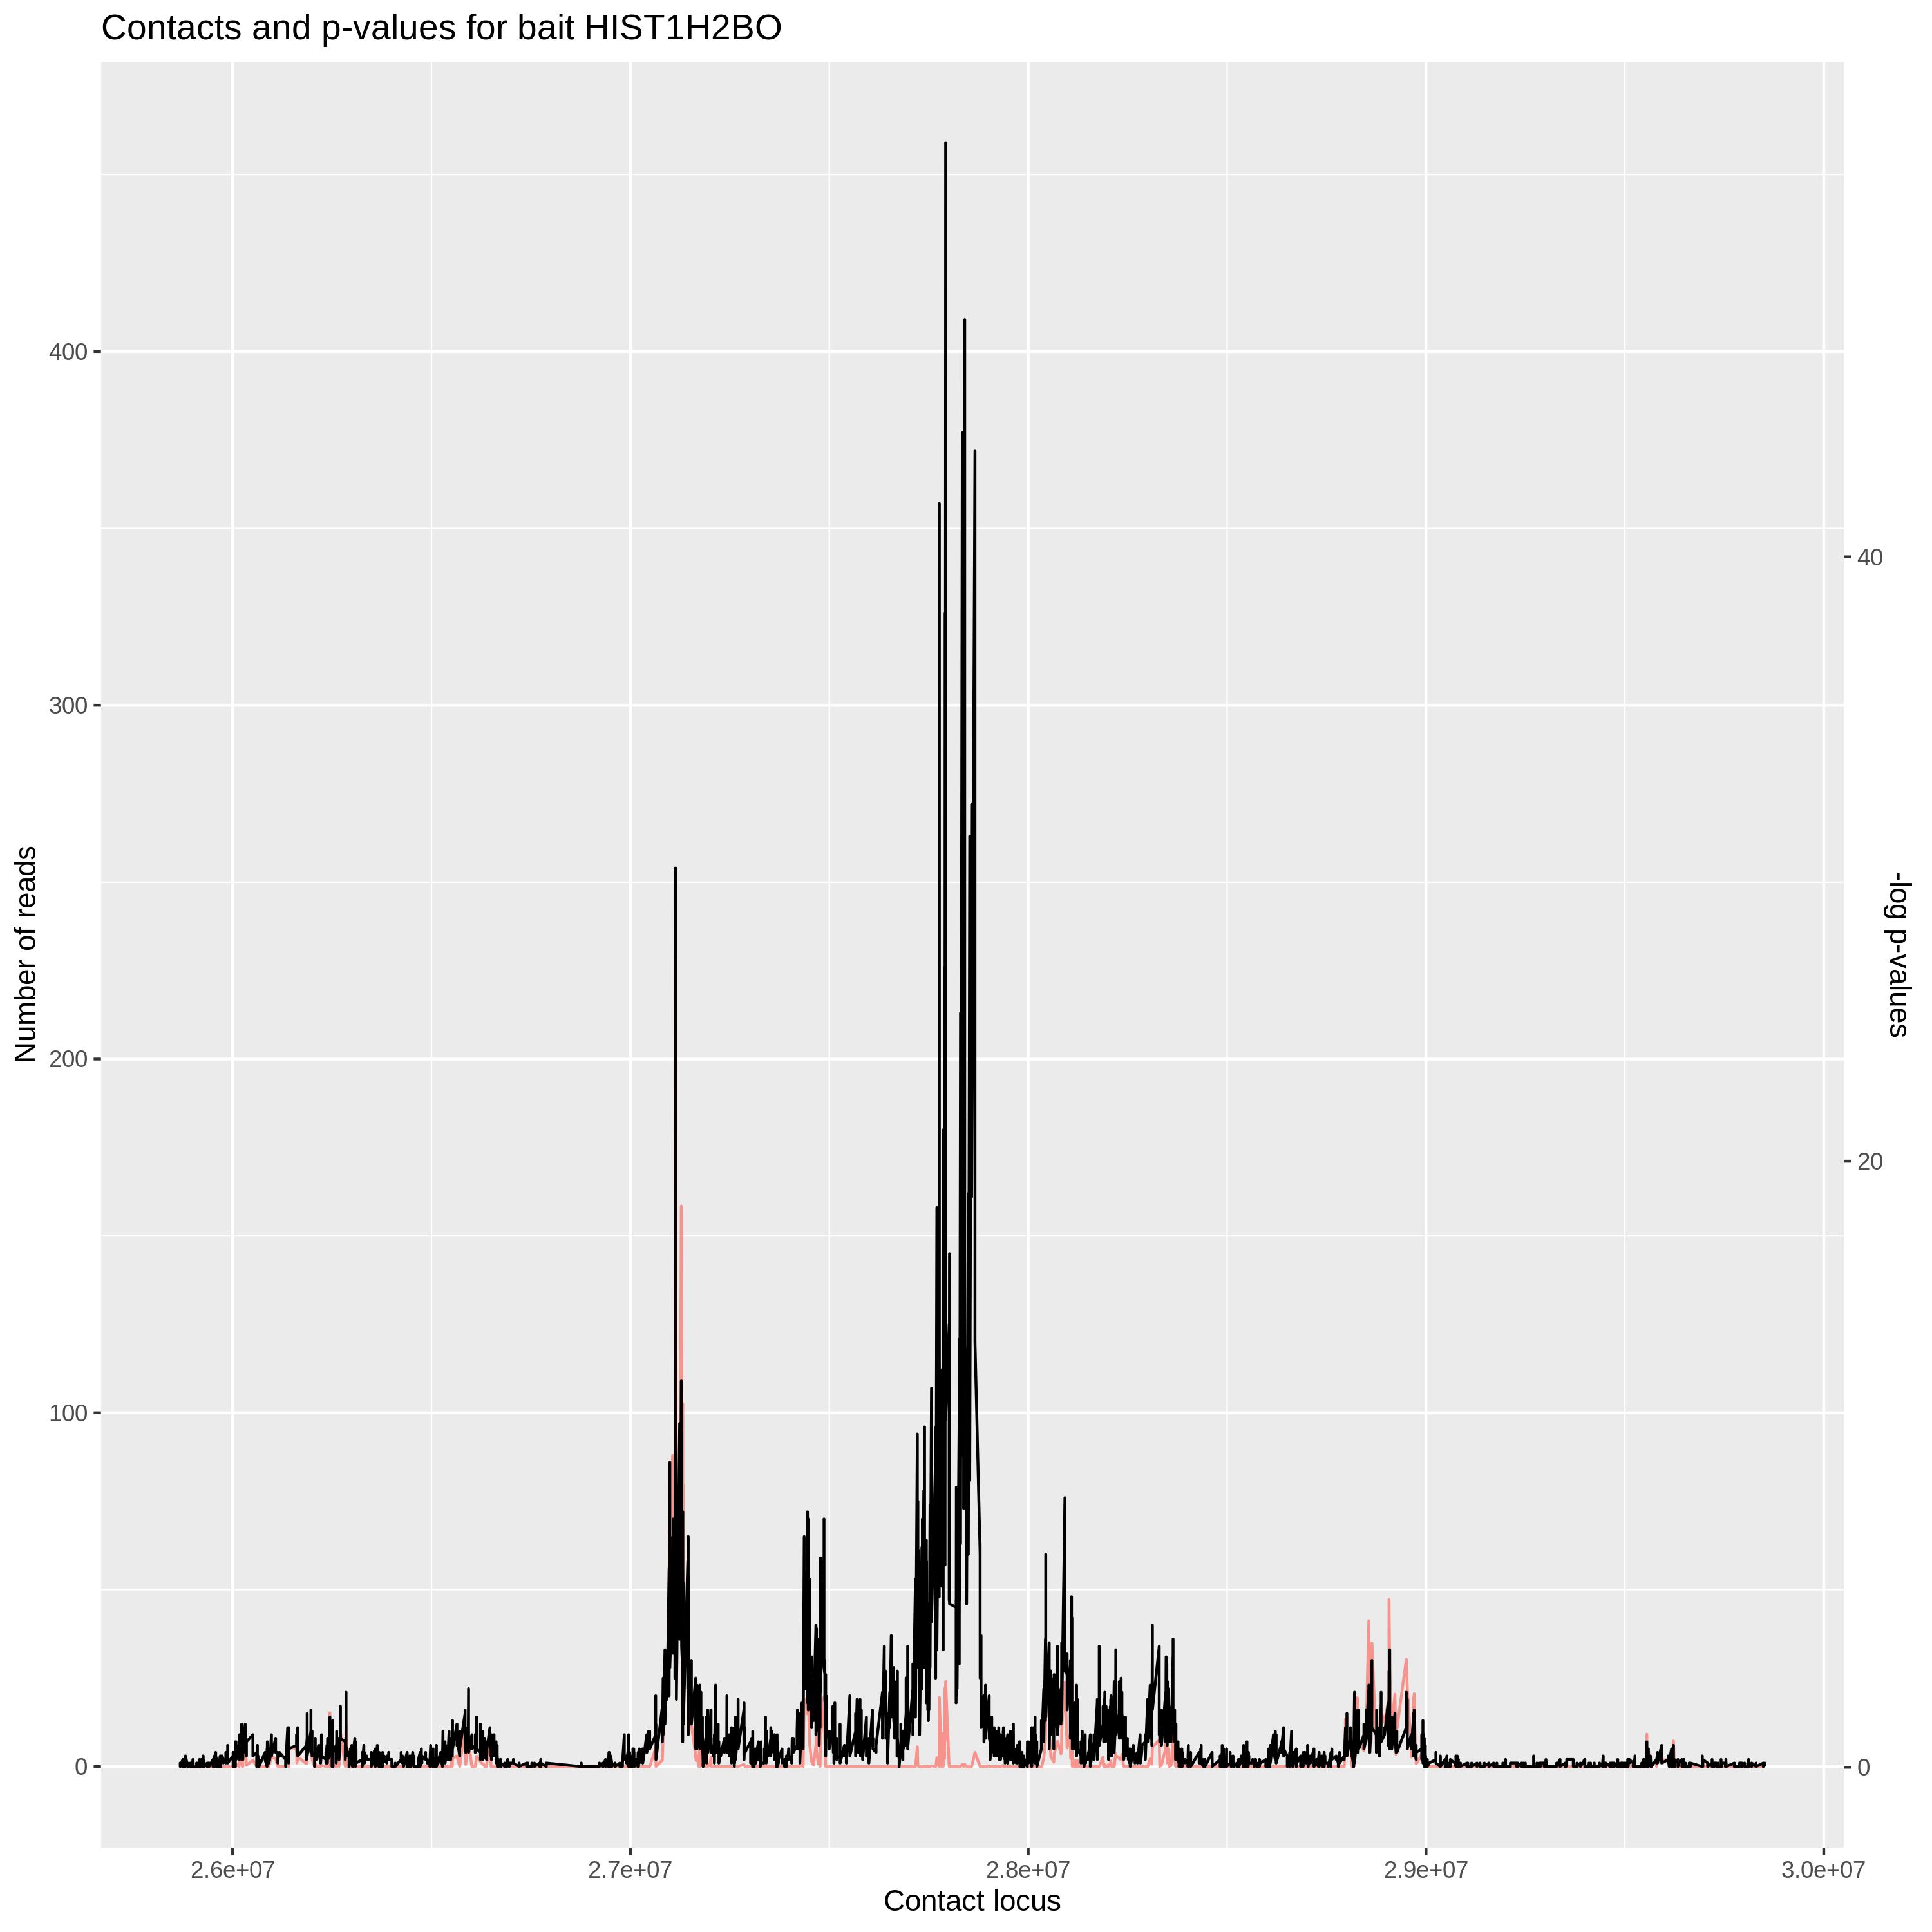 Contacts and p-values for bait HIST1H2BO
400
300
200
100
0
Number of reads
40
20
0
-log p-values
2.6e+07
2.7e+07
2.8e+07
2.9e+07
3.0e+07
Contact locus